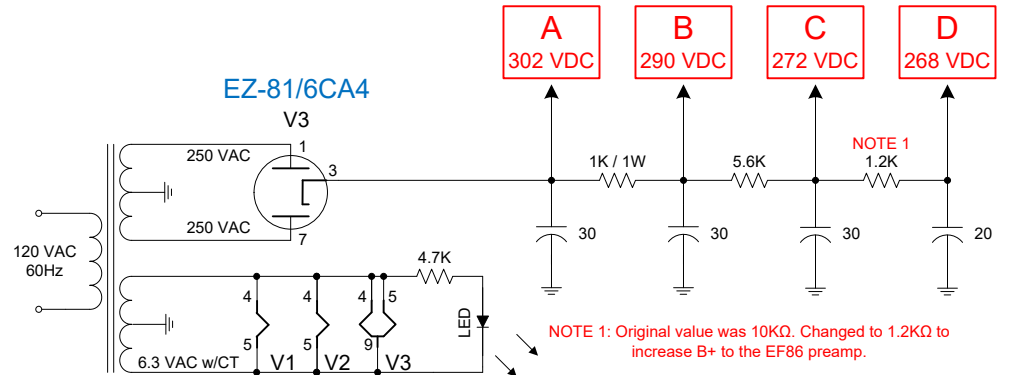 A
302 VDC
B
290 VDC
C
272 VDC
D
268 VDC
EZ-81/6CA4
V3
1
250 VAC
3
250 VAC
7
1K / 1W
5.6K
NOTE 1
1.2K
30
30
30
20
120 VAC
60Hz
4.7K
4
4
4
5
LED
5
5
9
6.3 VAC w/CT
V1
V2
V3
NOTE 1: Original value was 10KΩ. Changed to 1.2KΩ to
increase B+ to the EF86 preamp.